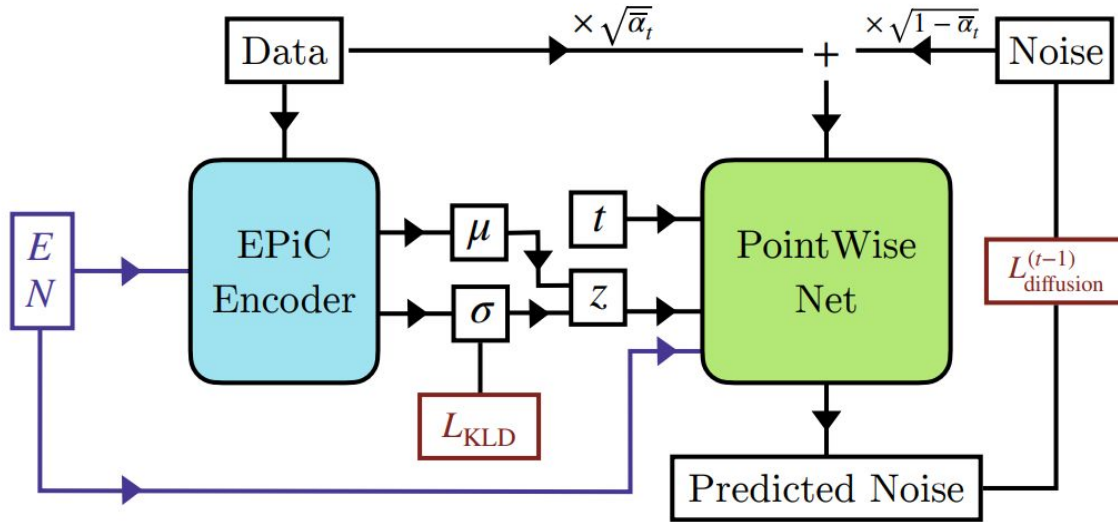 × √ᾱₜ
× √1 − ᾱₜ
Data
+
Noise
E
N
EPiC
Encoder
μ
σ
t
z
PointWise
Net
L_diffusion^(t−1)
L_KLD
Predicted Noise